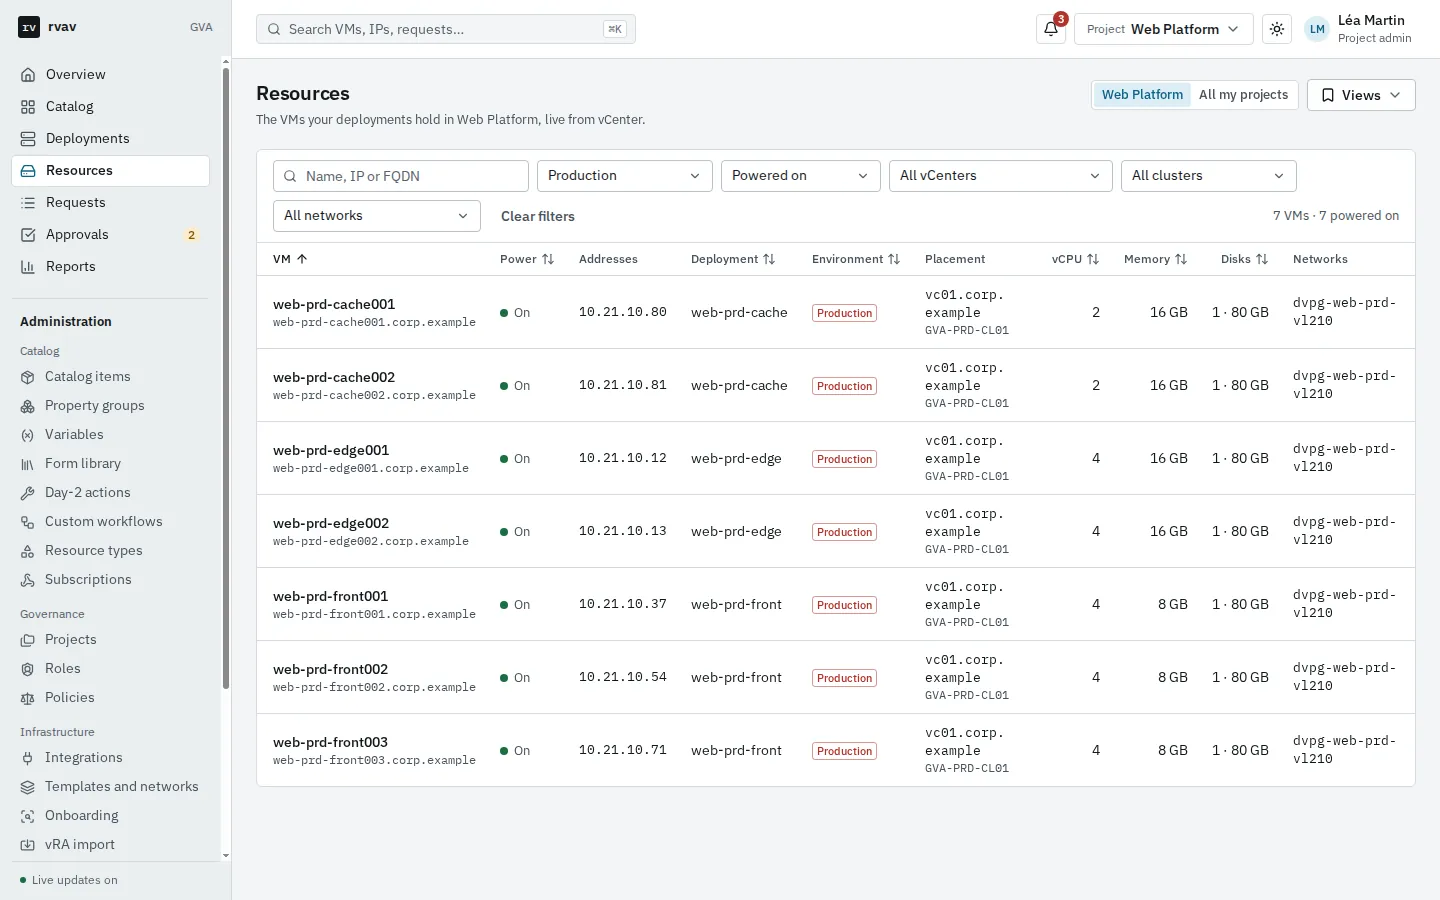 rv rvav GVA
Search VMs, IPs, requests... ⌘K
3
Project Web Platform
LM
Léa Martin
Project admin
Overview
Catalog
Deployments
Resources
Requests
Approvals 2
Reports
Administration
Catalog
Catalog items
Property groups
Variables
Form library
Day-2 actions
Custom workflows
Resource types
Subscriptions
Governance
Projects
Roles
Policies
Infrastructure
Integrations
Templates and networks
Onboarding
vRA import
Live updates on
Resources
The VMs your deployments hold in Web Platform, live from vCenter.
Web Platform All my projects Views
Name, IP or FQDN Production Powered on All vCenters All clusters
All networks Clear filters 7 VMs · 7 powered on
VM Power Addresses Deployment Environment Placement vCPU Memory Disks Networks
web-prd-cache001
web-prd-cache001.corp.example
On 10.21.10.80 web-prd-cache Production
vc01.corp.
example
GVA-PRD-CL01
2 16 GB 1 · 80 GB
dvpg-web-prd-
vl210
web-prd-cache002
web-prd-cache002.corp.example
On 10.21.10.81 web-prd-cache Production
vc01.corp.
example
GVA-PRD-CL01
2 16 GB 1 · 80 GB
dvpg-web-prd-
vl210
web-prd-edge001
web-prd-edge001.corp.example
On 10.21.10.12 web-prd-edge Production
vc01.corp.
example
GVA-PRD-CL01
4 16 GB 1 · 80 GB
dvpg-web-prd-
vl210
web-prd-edge002
web-prd-edge002.corp.example
On 10.21.10.13 web-prd-edge Production
vc01.corp.
example
GVA-PRD-CL01
4 16 GB 1 · 80 GB
dvpg-web-prd-
vl210
web-prd-front001
web-prd-front001.corp.example
On 10.21.10.37 web-prd-front Production
vc01.corp.
example
GVA-PRD-CL01
4 8 GB 1 · 80 GB
dvpg-web-prd-
vl210
web-prd-front002
web-prd-front002.corp.example
On 10.21.10.54 web-prd-front Production
vc01.corp.
example
GVA-PRD-CL01
4 8 GB 1 · 80 GB
dvpg-web-prd-
vl210
web-prd-front003
web-prd-front003.corp.example
On 10.21.10.71 web-prd-front Production
vc01.corp.
example
GVA-PRD-CL01
4 8 GB 1 · 80 GB
dvpg-web-prd-
vl210